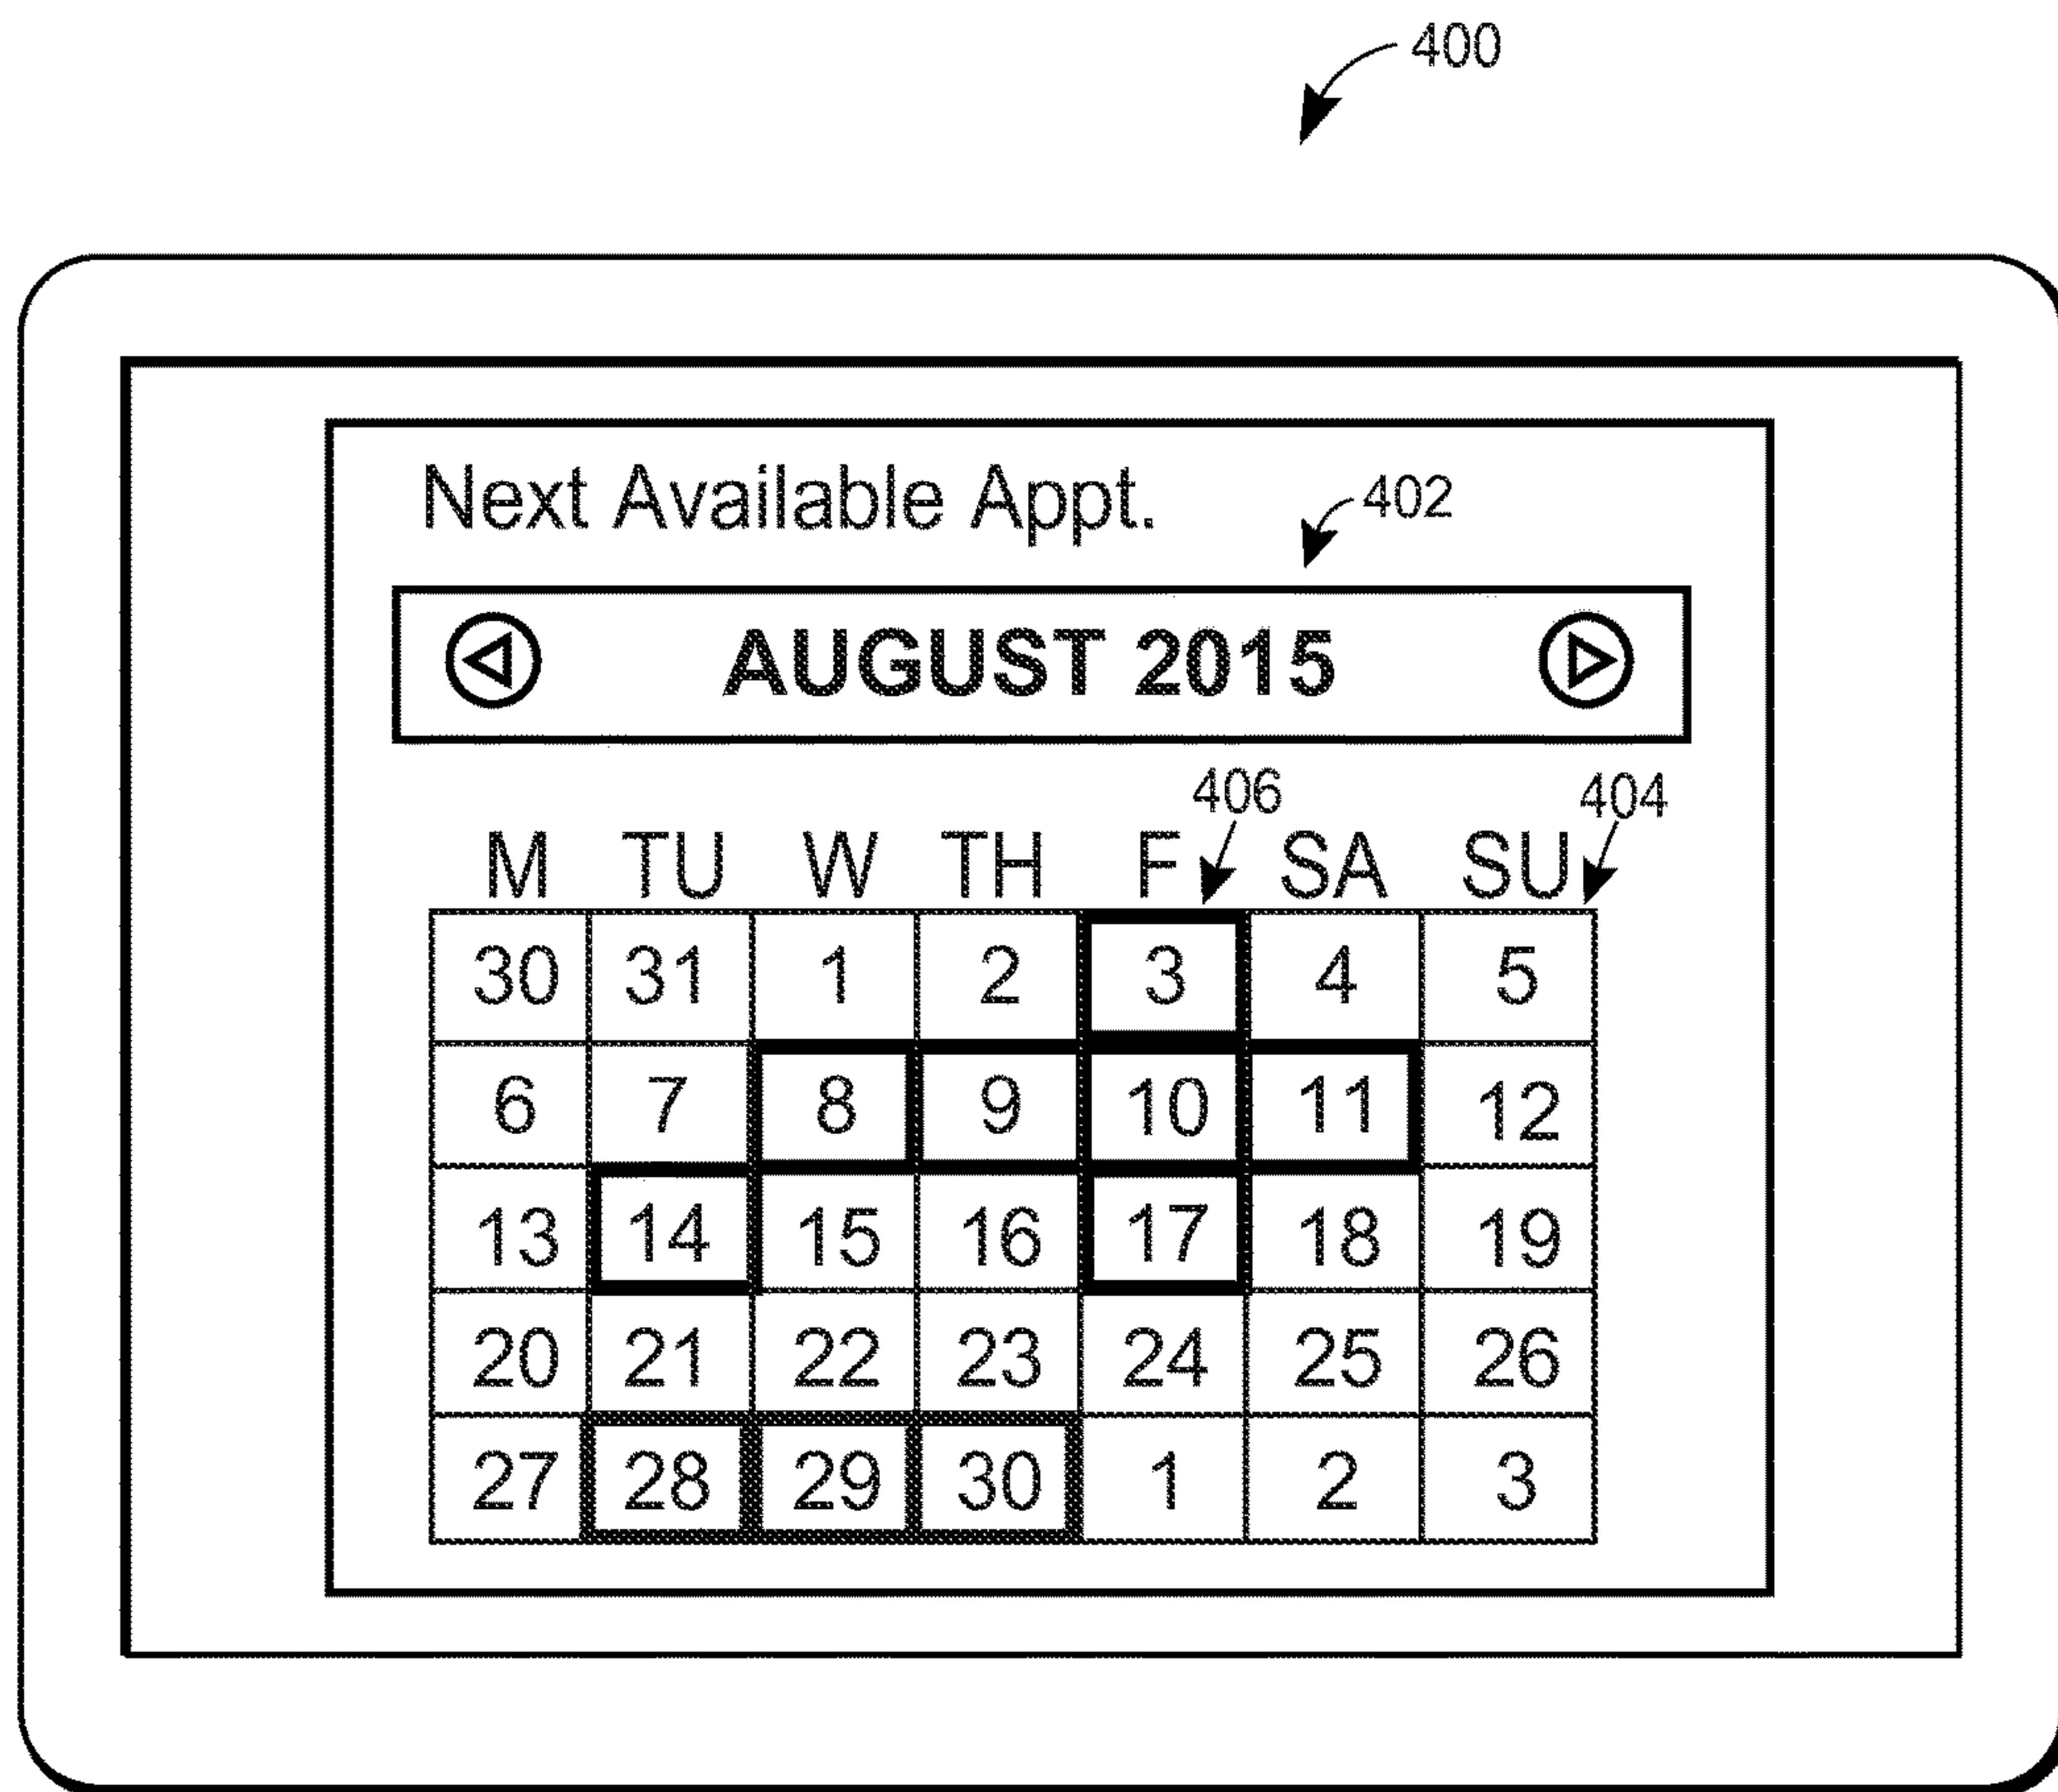 400
Next Available Appt.
402
AUGUST 2015
406
404
M TU W TH F SA SU
30 31 1 2 3 4 5
6 7 8 9 10 11 12
13 14 15 16 17 18 19
20 21 22 23 24 25 26
27 28 29 30 1 2 3